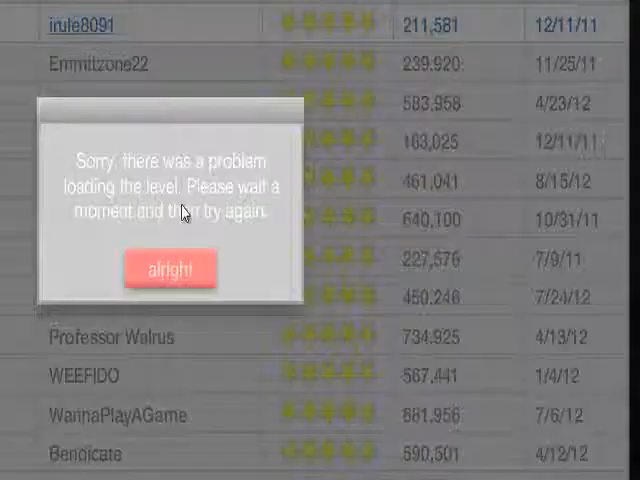 irule8091 211,581 12/11/11
Emmitzone22 239,920 11/25/11
583,958 4/23/12
163,025 12/11/11
461,041 8/15/12
640,100 10/31/11
227,576 7/9/11
450,246 7/24/12
Sorry, there was a problem
loading the level. Please wait a
moment and then try again.
alright
Professor Walrus 734,925 4/13/12
WEEFIDO 567,441 1/4/12
WannaPlayAGame 881,956 7/6/12
Bendicate 590,501 4/12/12